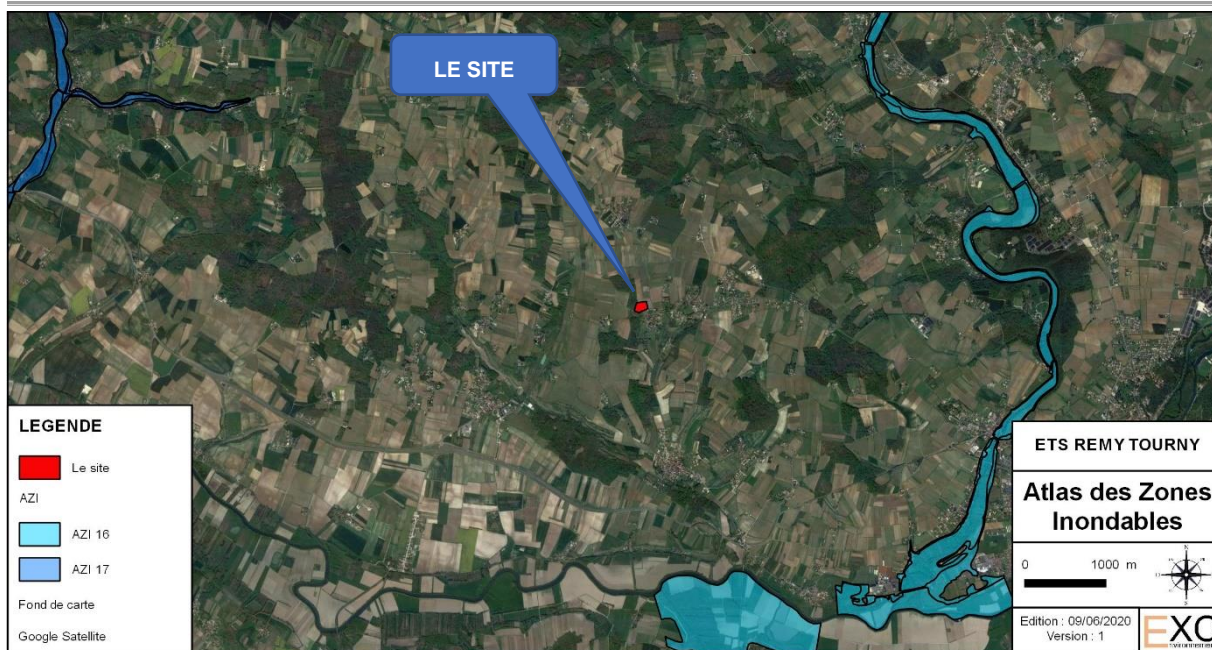 LE SITE
LEGENDE
Le site
AZI
AZI 16
AZI 17
Fond de carte
Google Satellite
ETS REMY TOURNY
Atlas des Zones
Inondables
0 1000 m
N
Edition : 09/06/2020
Version : 1
EXO